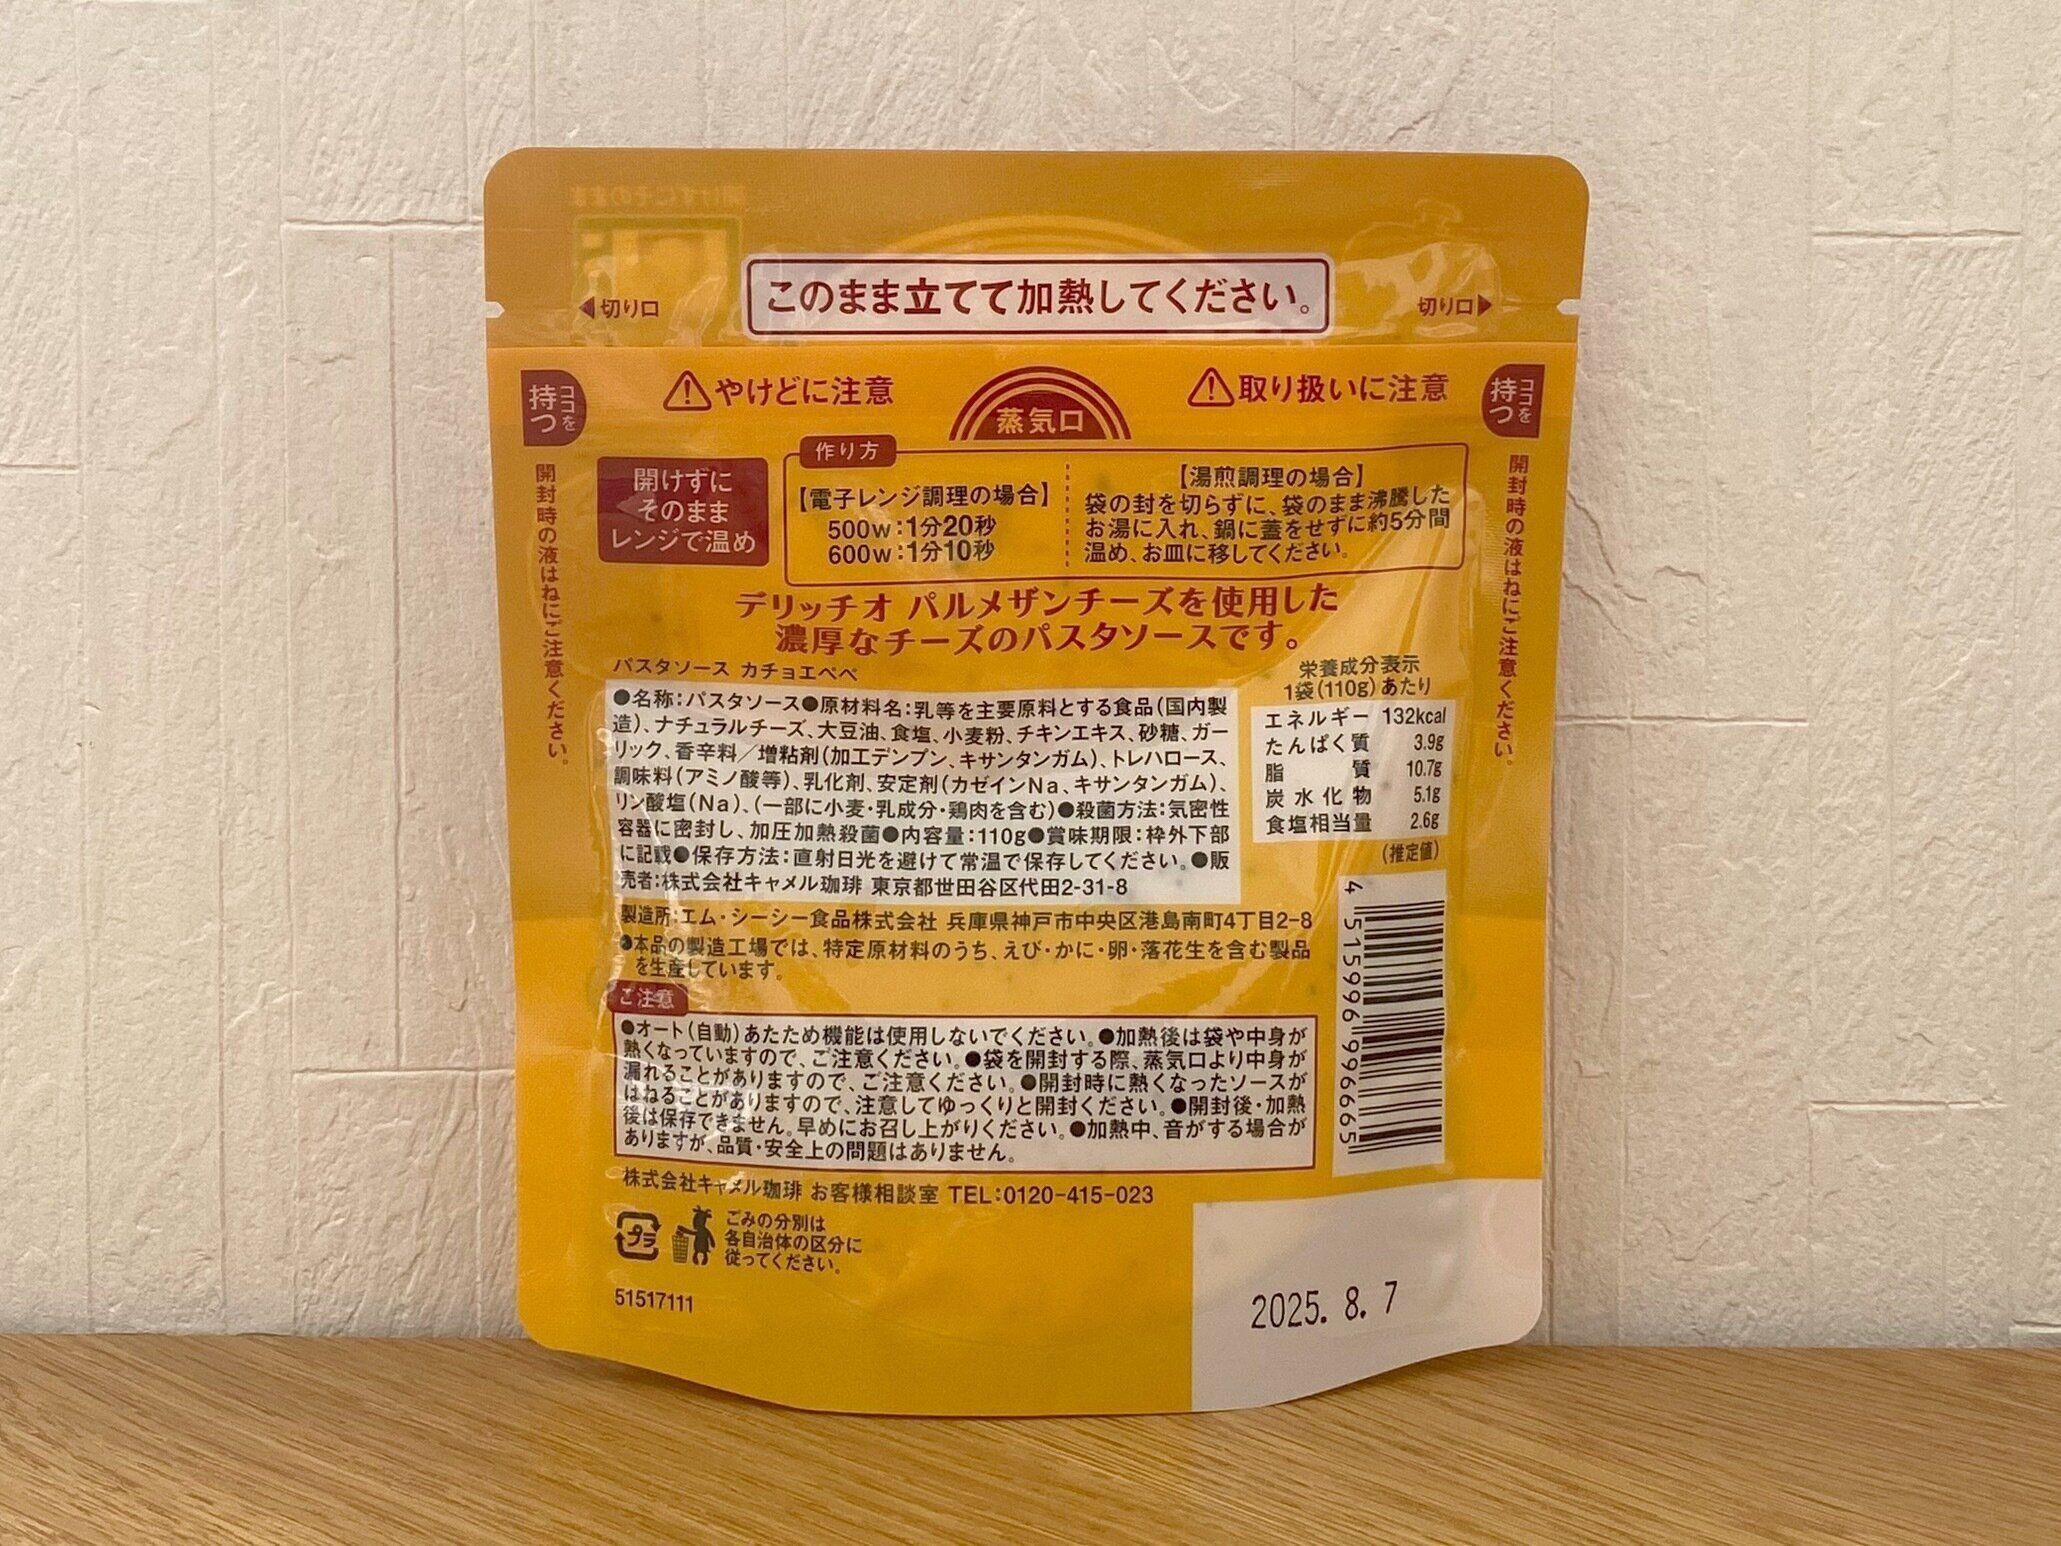 このまま立てて加熱してください。
◀切り口
切り口▶
ココを持つ
ココを持つ
⚠やけどに注意
⚠取り扱いに注意
蒸気口
開封時の液はねにご注意ください。
開封時の液はねにご注意ください。
開けずに
そのまま
レンジで温め
作り方
【電子レンジ調理の場合】
500w:1分20秒
600w:1分10秒
【湯煎調理の場合】
袋の封を切らずに、袋のまま沸騰した
お湯に入れ、鍋に蓋をせずに約5分間
温め、お皿に移してください。
デリッチオ パルメザンチーズを使用した
濃厚なチーズのパスタソースです。
パスタソース カチョエペペ
●名称:パスタソース●原材料名:乳等を主要原料とする食品(国内製
造)、ナチュラルチーズ、大豆油、食塩、小麦粉、チキンエキス、砂糖、ガー
リック、香辛料/増粘剤(加工デンプン、キサンタンガム)、トレハロース、
調味料(アミノ酸等)、乳化剤、安定剤(カゼインNa、キサンタンガム)、
リン酸塩(Na)、(一部に小麦・乳成分・鶏肉を含む)●殺菌方法:気密性
容器に密封し、加圧加熱殺菌●内容量:110g●賞味期限:枠外下部
に記載●保存方法:直射日光を避けて常温で保存してください。●販
売者:株式会社キャメル珈琲 東京都世田谷区代田2-31-8
製造所:エム・シーシー食品株式会社 兵庫県神戸市中央区港島南町4丁目2-8
●本品の製造工場では、特定原材料のうち、えび・かに・卵・落花生を含む製品
を生産しています。
栄養成分表示
1袋(110g)あたり
エネルギー 132kcal
たんぱく質 3.9g
脂質 10.7g
炭水化物 5.1g
食塩相当量 2.6g
(推定値)
4 515996 996665
ご注意
●オート(自動)あたため機能は使用しないでください。●加熱後は袋や中身が
熱くなっていますので、ご注意ください。●袋を開封する際、蒸気口より中身が
漏れることがありますので、ご注意ください。●開封時に熱くなったソースが
はねることがありますので、注意してゆっくりと開封ください。●開封後・加熱
後は保存できません。早めにお召し上がりください。●加熱中、音がする場合が
ありますが、品質・安全上の問題はありません。
株式会社キャメル珈琲 お客様相談室 TEL:0120-415-023
プラ
ごみの分別は
各自治体の区分に
従ってください。
51517111
2025. 8. 7